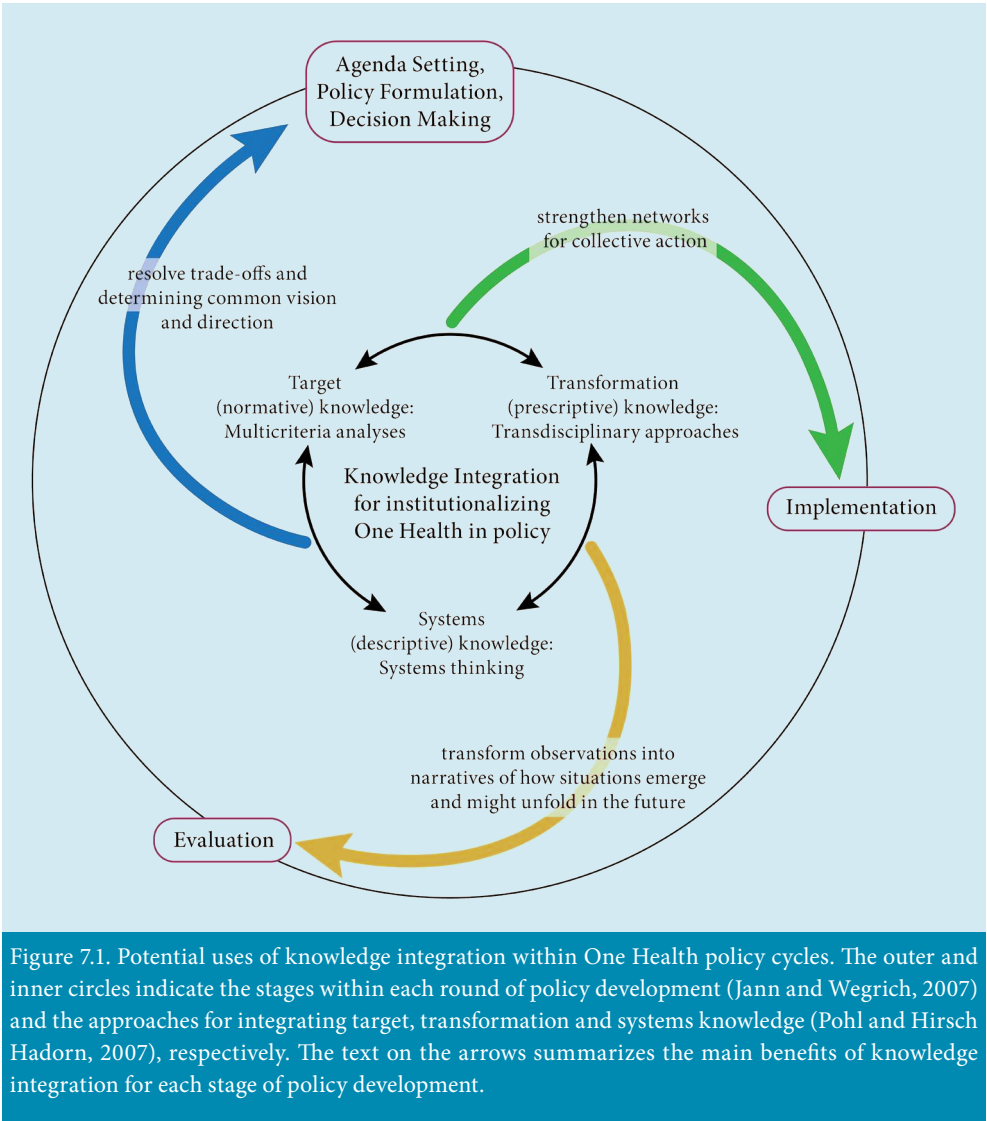 Agenda Setting,
Policy Formulation,
Decision Making
strengthen networks
for collective action
resolve trade-offs and
determining common vision
and direction
Target
(normative) knowledge:
Multicriteria analyses
Transformation
(prescriptive) knowledge:
Transdisciplinary approaches
Knowledge Integration
for institutionalizing
One Health in policy
Implementation
Systems
(descriptive) knowledge:
Systems thinking
transform observations into
narratives of how situations emerge
and might unfold in the future
Evaluation
Figure 7.1. Potential uses of knowledge integration within One Health policy cycles. The outer and
inner circles indicate the stages within each round of policy development (Jann and Wegrich, 2007)
and the approaches for integrating target, transformation and systems knowledge (Pohl and Hirsch
Hadorn, 2007), respectively. The text on the arrows summarizes the main benefits of knowledge
integration for each stage of policy development.